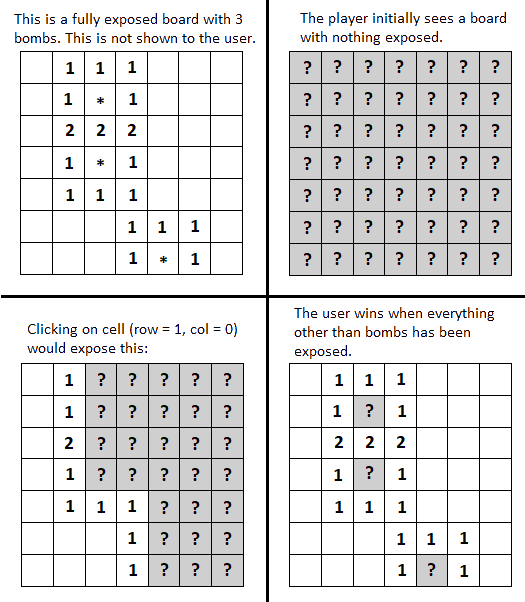 This is a fully exposed board with 3
bombs. This is not shown to the user.
1 1 1
1 * 1
2 2 2
1 * 1
1 1 1
1 1 1
1 * 1
The player initially sees a board
with nothing exposed.
? ? ? ? ? ? ?
? ? ? ? ? ? ?
? ? ? ? ? ? ?
? ? ? ? ? ? ?
? ? ? ? ? ? ?
? ? ? ? ? ? ?
? ? ? ? ? ? ?
Clicking on cell (row = 1, col = 0)
would expose this:
1 ? ? ? ? ?
1 ? ? ? ? ?
2 ? ? ? ? ?
1 ? ? ? ? ?
1 1 1 ? ? ?
1 ? ? ?
1 ? ? ?
The user wins when everything
other than bombs has been
exposed.
1 1 1
1 ? 1
2 2 2
1 ? 1
1 1 1
1 1 1
1 ? 1